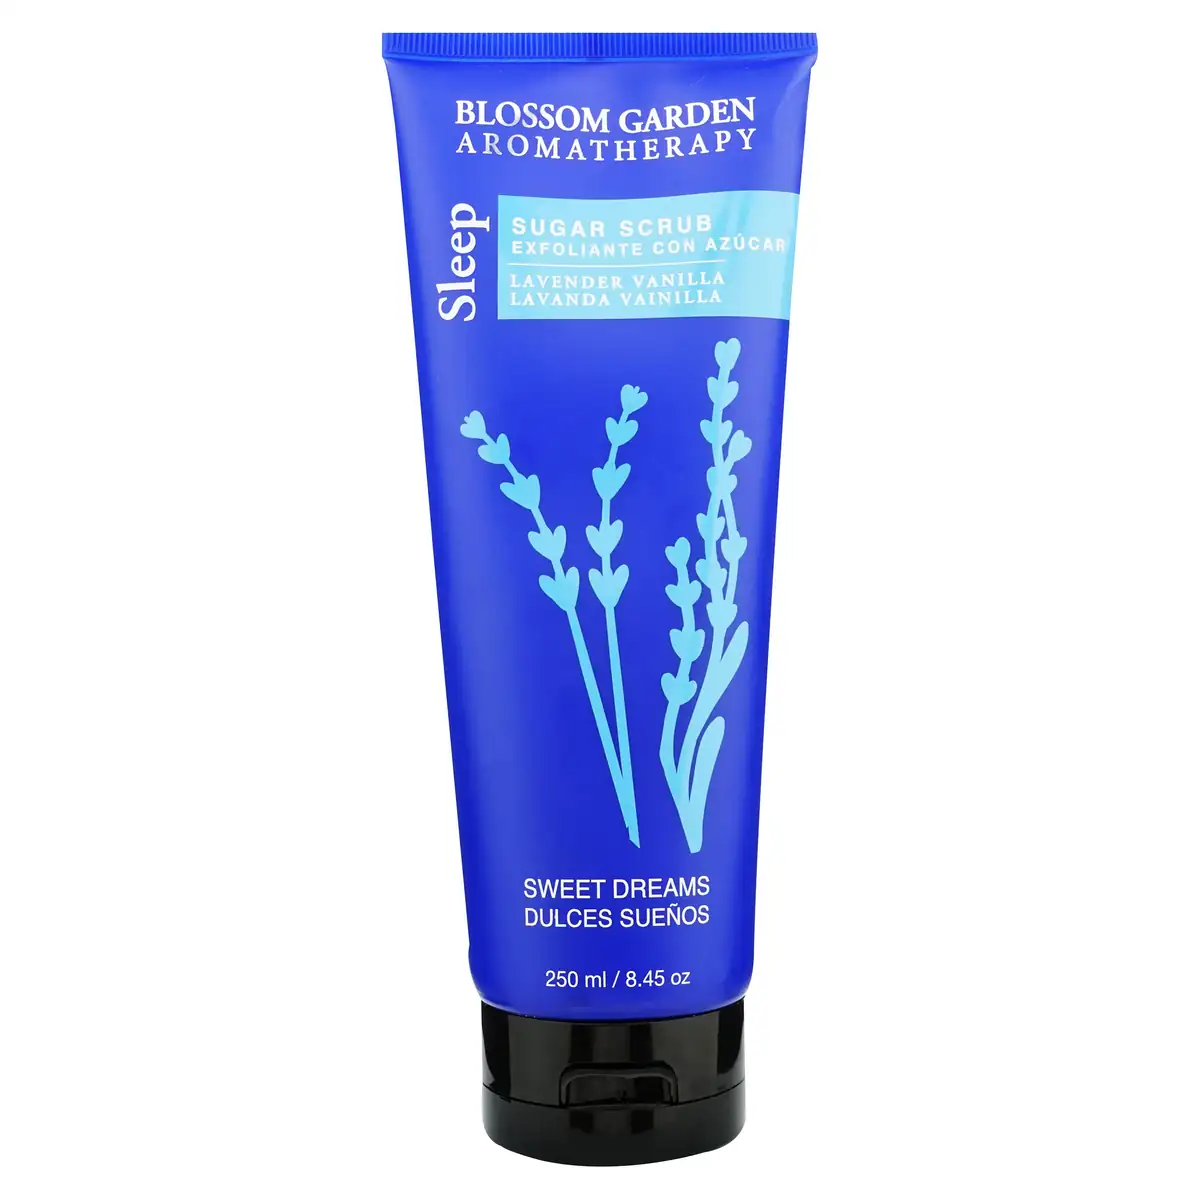 BLOSSOM GARDEN
AROMATHERAPY
Sleep
SUGAR SCRUB
EXFOLIANTE CON AZÚCAR
LAVENDER VANILLA
LAVANDA VAINILLA
SWEET DREAMS
DULCES SUEÑOS
250 ml / 8.45 oz